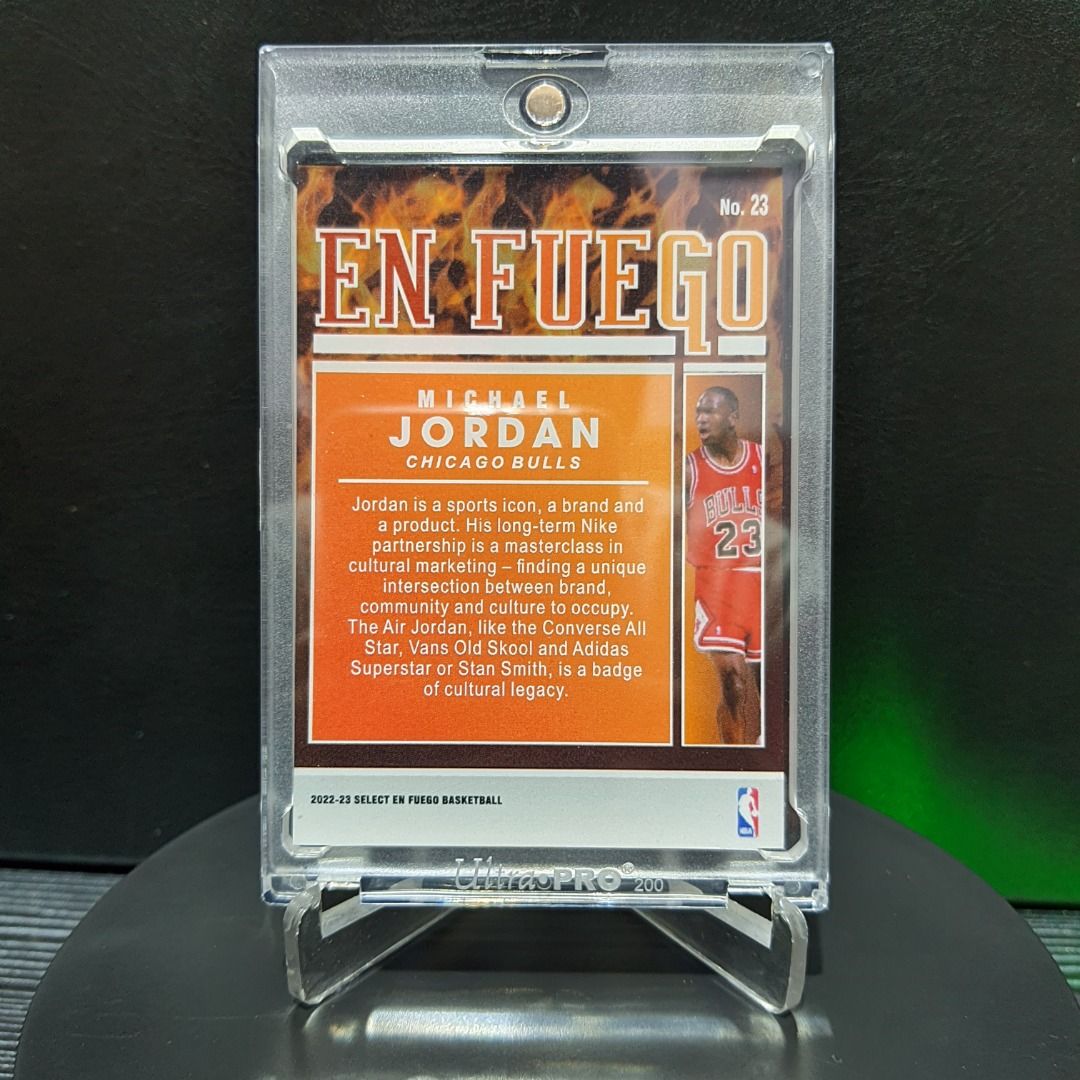 No. 23
EN FUEGO
MICHAEL
JORDAN
CHICAGO BULLS
Jordan is a sports icon, a brand and
a product. His long-term Nike
partnership is a masterclass in
cultural marketing – finding a unique
intersection between brand,
community and culture to occupy.
The Air Jordan, like the Converse All
Star, Vans Old Skool and Adidas
Superstar or Stan Smith, is a badge
of cultural legacy.
BULLS
23
2022-23 SELECT EN FUEGO BASKETBALL
NBA
Ultra•PRO® 200